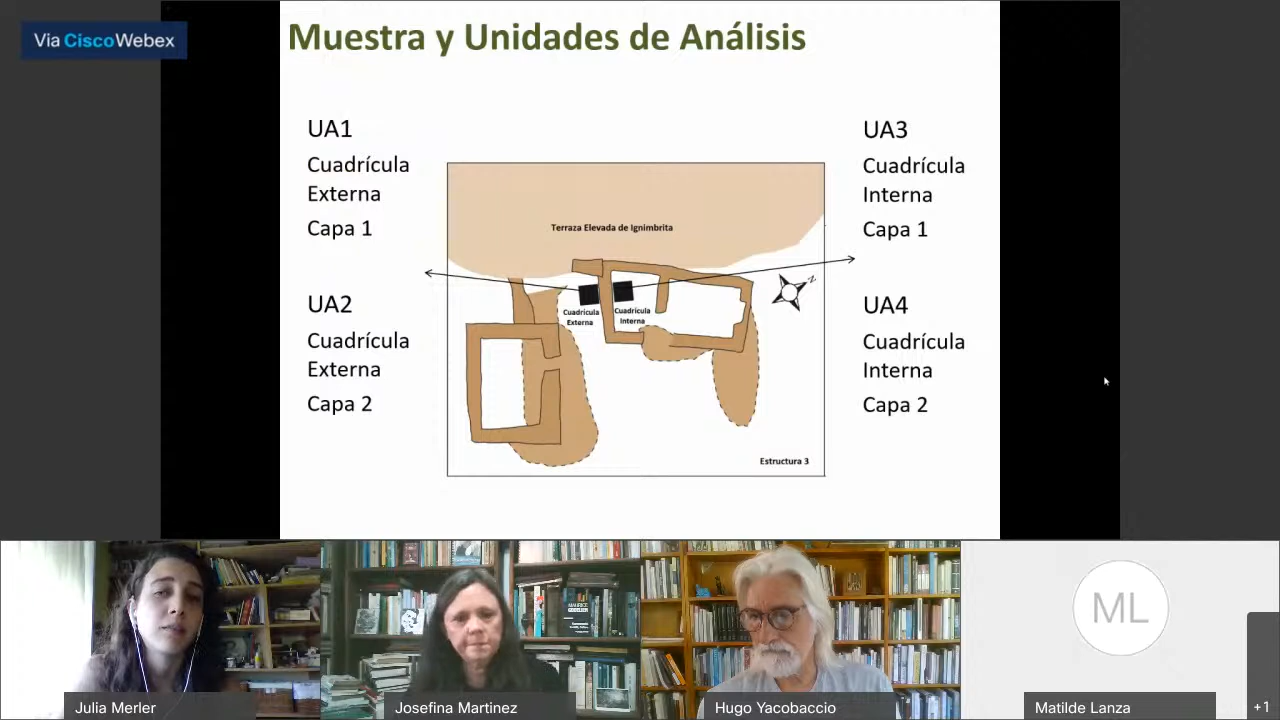 Via CiscoWebex
Muestra y Unidades de Análisis
UA1
Cuadrícula
Externa
Capa 1
UA2
Cuadrícula
Externa
Capa 2
Terraza Elevada de Ignimbrita
Cuadrícula
Externa
Cuadrícula
Interna
N
Estructura 3
UA3
Cuadrícula
Interna
Capa 1
UA4
Cuadrícula
Interna
Capa 2
ML
Julia Merler
Josefina Martinez
Hugo Yacobaccio
Matilde Lanza
+1